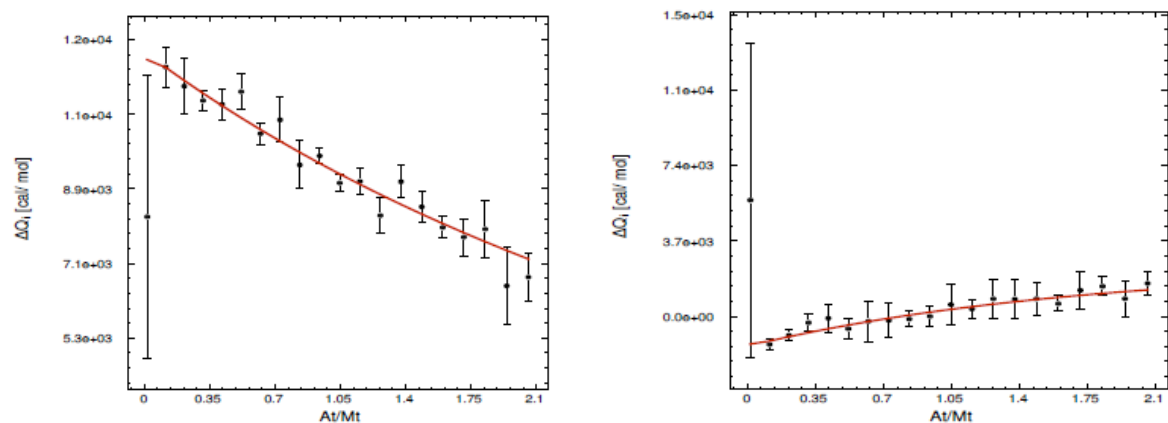 1.2e+04
1.1e+04
8.9e+03
7.1e+03
5.3e+03
ΔQi [cal/ mol]
0 0.35 0.7 1.05 1.4 1.75 2.1
At/Mt
1.5e+04
1.1e+04
7.4e+03
3.7e+03
0.0e+00
ΔQi [cal/ mol]
0 0.35 0.7 1.05 1.4 1.75 2.1
At/Mt